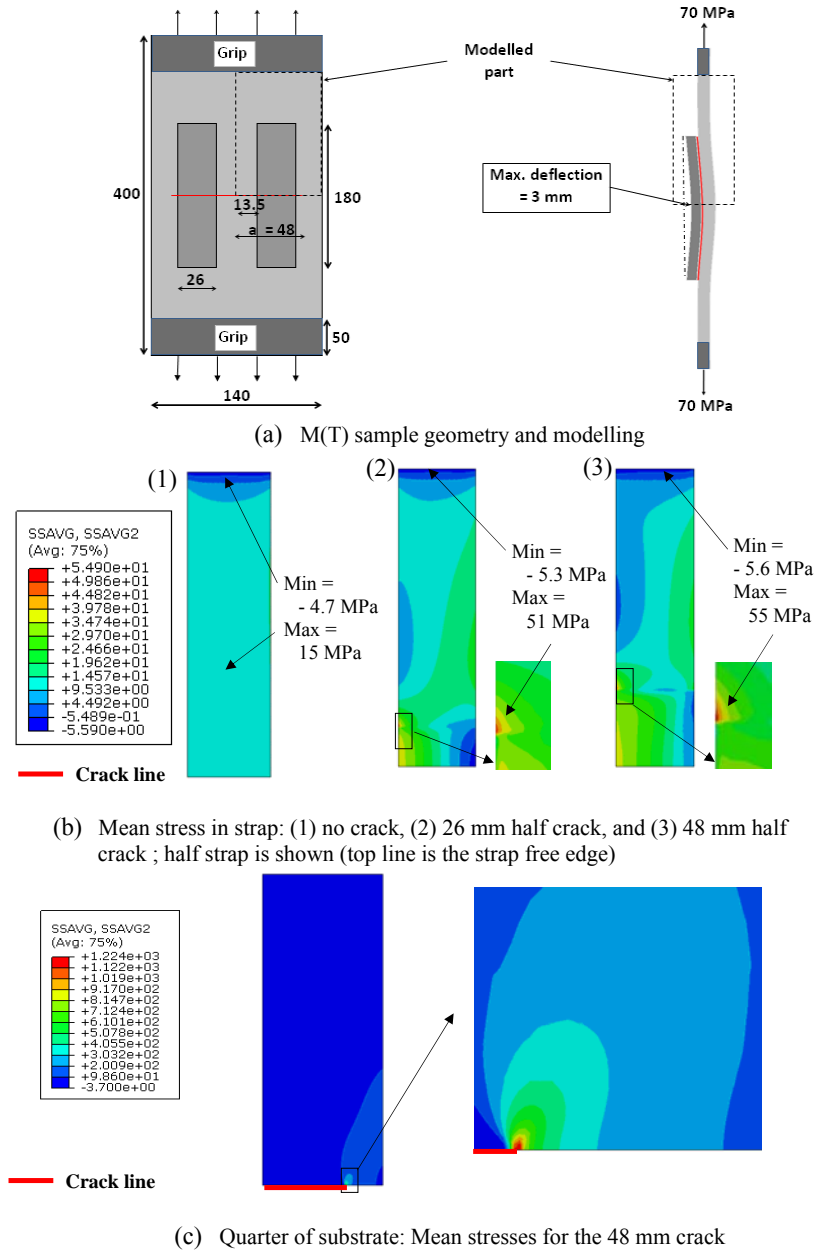 70 MPa
Grip
Modelled
part
400
13.5
a = 48
180
Max. deflection
= 3 mm
26
Grip
50
140
70 MPa
(a) M(T) sample geometry and modelling
(1)
(2)
(3)
SSAVG, SSAVG2
(Avg: 75%)
+5.490e+01
+4.986e+01
+4.482e+01
+3.978e+01
+3.474e+01
+2.970e+01
+2.466e+01
+1.962e+01
+1.457e+01
+9.533e+00
+4.492e+00
-5.489e-01
-5.590e+00
Min =
- 4.7 MPa
Max =
15 MPa
Min =
- 5.3 MPa
Max =
51 MPa
Min =
- 5.6 MPa
Max =
55 MPa
Crack line
(b) Mean stress in strap: (1) no crack, (2) 26 mm half crack, and (3) 48 mm half
crack ; half strap is shown (top line is the strap free edge)
SSAVG, SSAVG2
(Avg: 75%)
+1.224e+03
+1.122e+03
+1.019e+03
+9.170e+02
+8.147e+02
+7.124e+02
+6.101e+02
+5.078e+02
+4.055e+02
+3.032e+02
+2.009e+02
+9.860e+01
-3.700e+00
Crack line
(c) Quarter of substrate: Mean stresses for the 48 mm crack